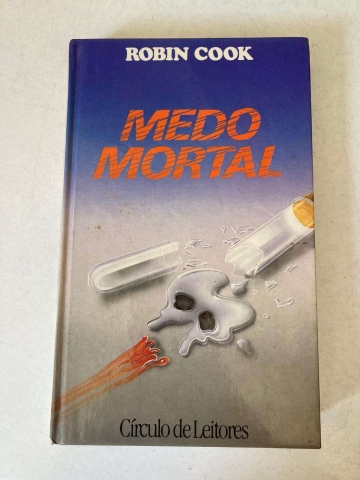 ROBIN COOK
MEDO
MORTAL
Círculo de Leitores